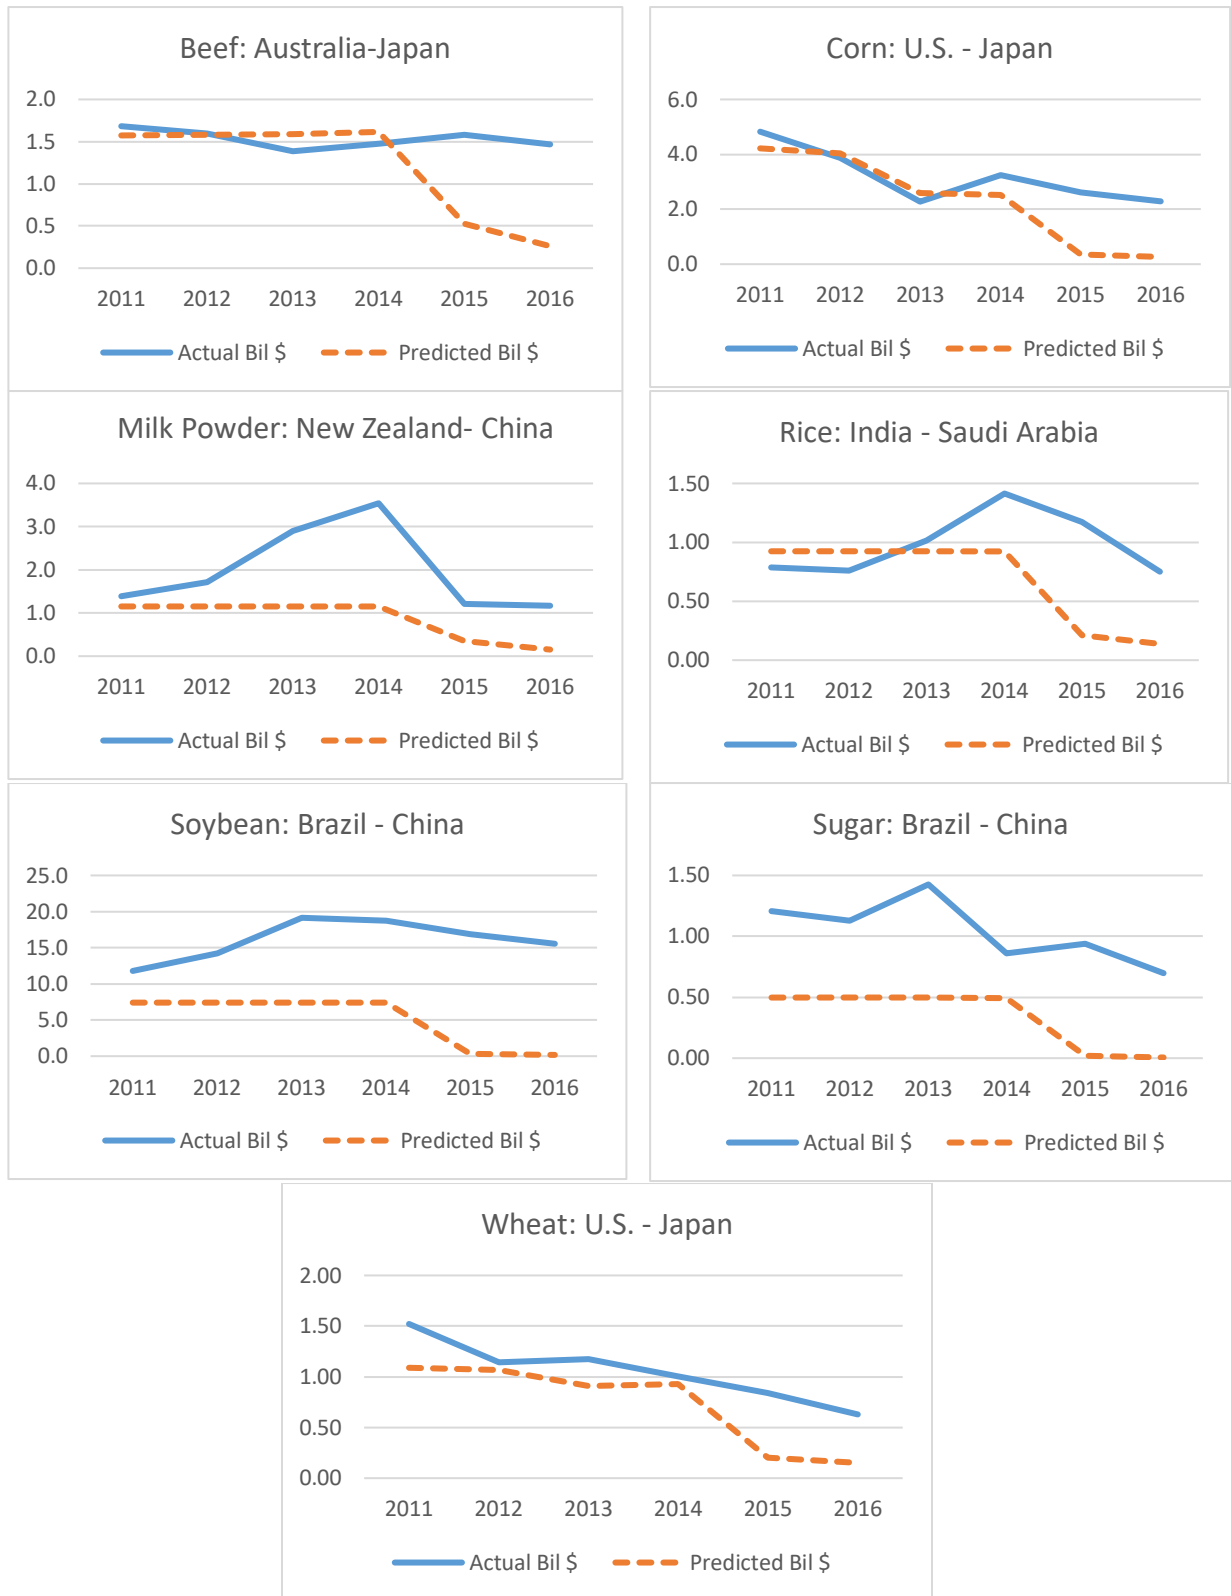 Beef: Australia-Japan
2.0
1.5
1.0
0.5
0.0
2011 2012 2013 2014 2015 2016
Actual Bil $ Predicted Bil $
Corn: U.S. - Japan
6.0
4.0
2.0
0.0
2011 2012 2013 2014 2015 2016
Actual Bil $ Predicted Bil $
Milk Powder: New Zealand- China
4.0
3.0
2.0
1.0
0.0
2011 2012 2013 2014 2015 2016
Actual Bil $ Predicted Bil $
Rice: India - Saudi Arabia
1.50
1.00
0.50
0.00
2011 2012 2013 2014 2015 2016
Actual Bil $ Predicted Bil $
Soybean: Brazil - China
25.0
20.0
15.0
10.0
5.0
0.0
2011 2012 2013 2014 2015 2016
Actual Bil $ Predicted Bil $
Sugar: Brazil - China
1.50
1.00
0.50
0.00
2011 2012 2013 2014 2015 2016
Actual Bil $ Predicted Bil $
Wheat: U.S. - Japan
2.00
1.50
1.00
0.50
0.00
2011 2012 2013 2014 2015 2016
Actual Bil $ Predicted Bil $